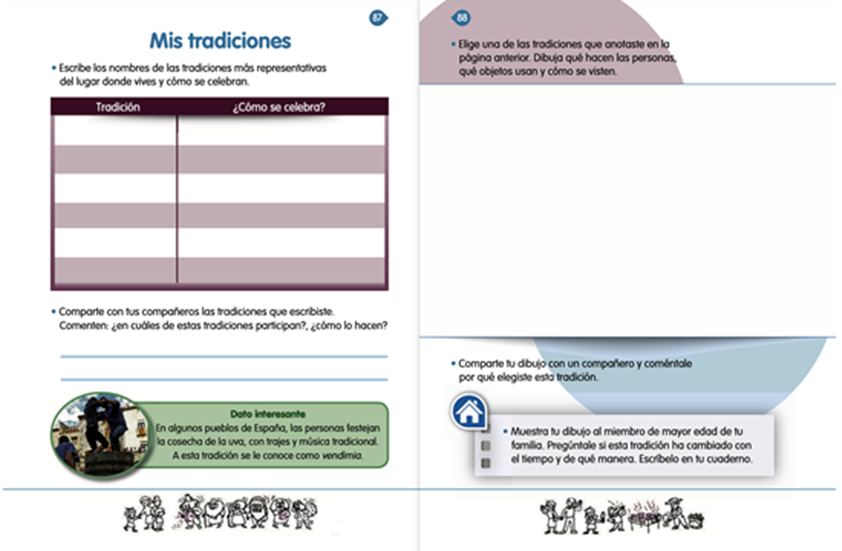 87
Mis tradiciones
• Escribe los nombres de las tradiciones más representativas
del lugar donde vives y cómo se celebran.
Tradición ¿Cómo se celebra?
• Comparte con tus compañeros las tradiciones que escribiste.
Comenten: ¿en cuáles de estas tradiciones participan?, ¿cómo lo hacen?
Dato interesante
En algunos pueblos de España, las personas festejan
la cosecha de la uva, con trajes y música tradicional.
A esta tradición se le conoce como vendimia.
88
• Elige una de las tradiciones que anotaste en la
página anterior. Dibuja qué hacen las personas,
qué objetos usan y cómo se visten.
• Comparte tu dibujo con un compañero y coméntale
por qué elegiste esta tradición.
• Muestra tu dibujo al miembro de mayor edad de tu
familia. Pregúntale si esta tradición ha cambiado con
el tiempo y de qué manera. Escríbelo en tu cuaderno.